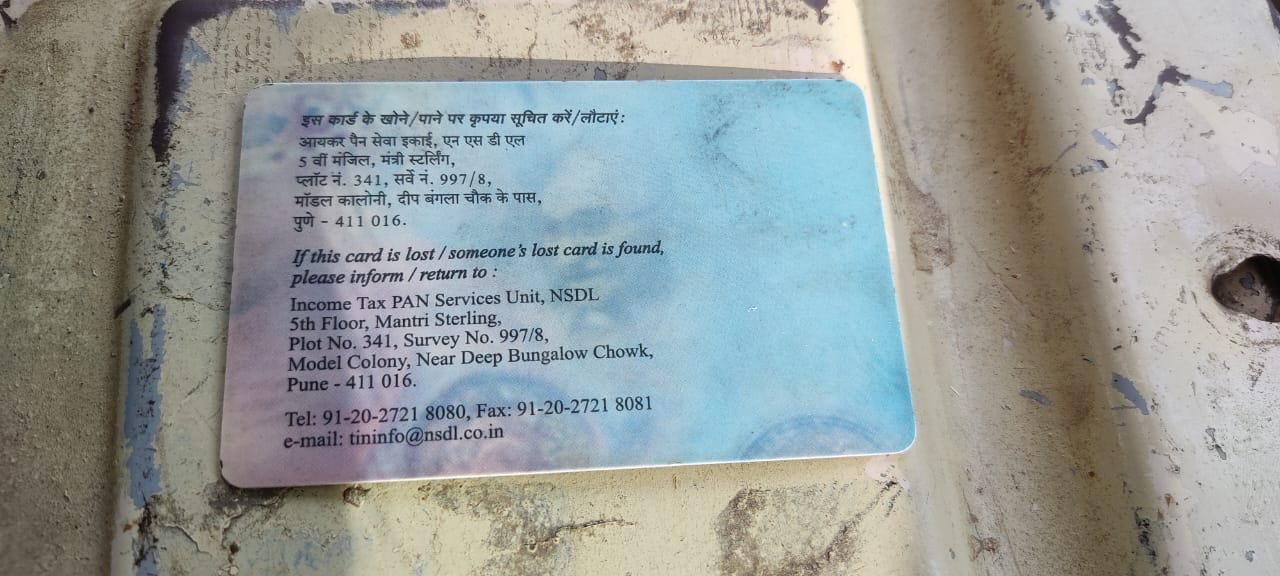 इस कार्ड के खोने/पाने पर कृपया सूचित करें/लौटाएं:
आयकर पैन सेवा इकाई, एन एस डी एल
5 वीं मंजिल, मंत्री स्टर्लिंग,
प्लॉट नं. 341, सर्वे नं. 997/8,
मॉडल कालोनी, दीप बंगला चौक के पास,
पुणे - 411 016.
If this card is lost / someone's lost card is found,
please inform / return to :
Income Tax PAN Services Unit, NSDL
5th Floor, Mantri Sterling,
Plot No. 341, Survey No. 997/8,
Model Colony, Near Deep Bungalow Chowk,
Pune - 411 016.
Tel: 91-20-2721 8080, Fax: 91-20-2721 8081
e-mail: tininfo@nsdl.co.in